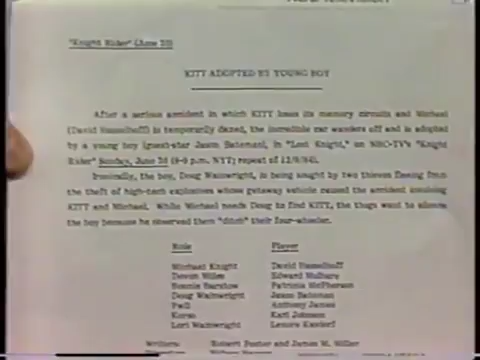 "Knight Rider" (June
KITT ADOPTED BY YOUNG BOY
After a serious accident in which KITT loses its memory circuits and Michael
(David Hasselhoff) is temporarily dazed, the incredible car wanders off and is adopted
by a young boy (guest-star Jason Bateman), in "Lost Knight," on NBC-TV's "Knight
Rider" Sunday, June (8-9 p.m. NYT; repeat of
Ironically, the boy, Doug Wainwright, is being sought by two thieves fleeing from
the theft of high-tech explosives whose getaway vehicle caused the accident involving
KITT and Michael. While Michael needs Doug to find KITT, the thugs want to silence
the boy because he observed them "ditch" their four-wheeler.
Role Player
Michael Knight David Hasselhoff
Devon Miles Edward Mulhare
Bonnie Barstow Patricia McPherson
Doug Wainwright Jason Bateman
Anthony James
Karl Johnson
Lori Wainwright Lenore Kasdorf
Writers: Robert Foster and James M. Miller